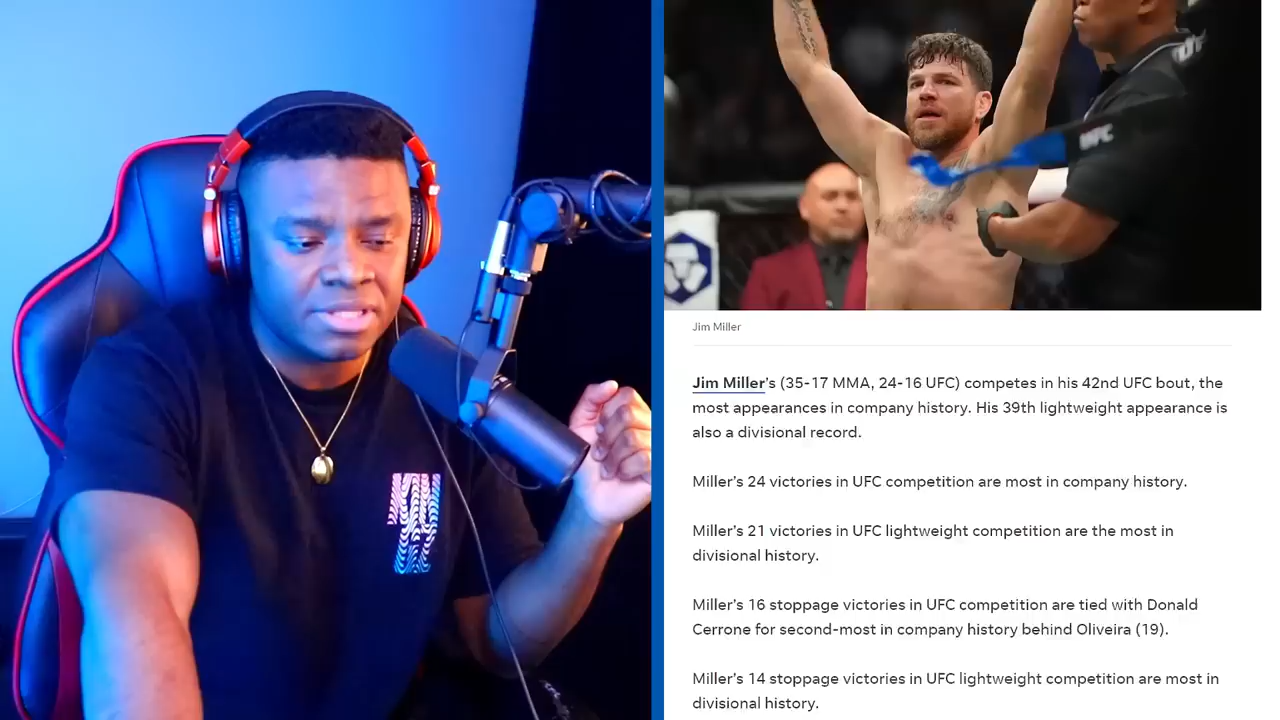 UFC
Jim Miller
Jim Miller's (35-17 MMA, 24-16 UFC) competes in his 42nd UFC bout, the
most appearances in company history. His 39th lightweight appearance is
also a divisional record.
Miller's 24 victories in UFC competition are most in company history.
Miller's 21 victories in UFC lightweight competition are the most in
divisional history.
Miller's 16 stoppage victories in UFC competition are tied with Donald
Cerrone for second-most in company history behind Oliveira (19).
Miller's 14 stoppage victories in UFC lightweight competition are most in
divisional history.